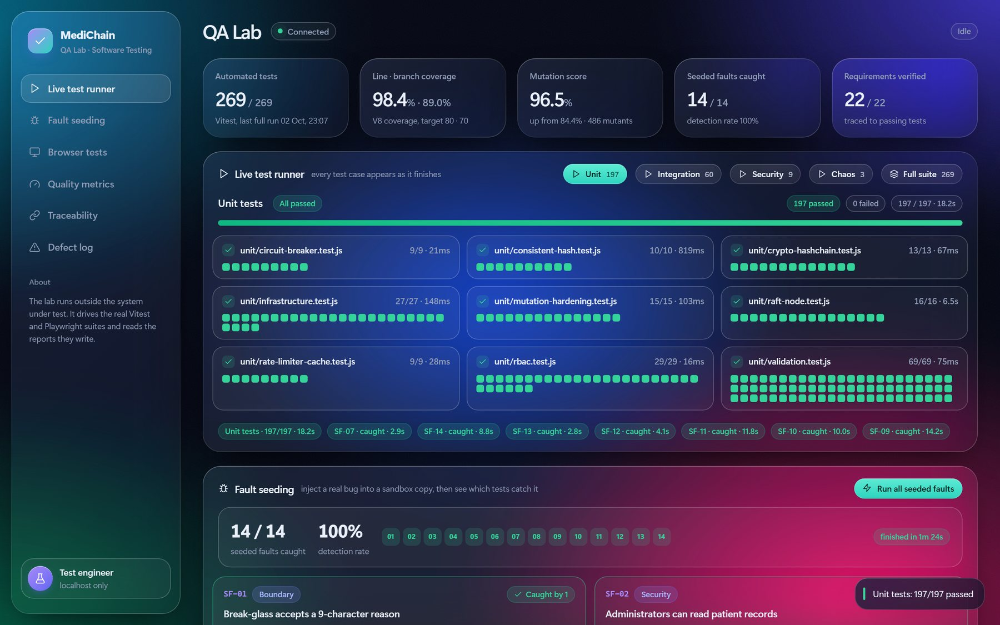 MediChain
QA Lab · Software Testing
Live test runner
Fault seeding
Browser tests
Quality metrics
Traceability
Defect log
About
The lab runs outside the system
under test. It drives the real Vitest
and Playwright suites and reads the
reports they write.
Test engineer
localhost only
QA Lab
Connected
Idle
Automated tests
269 / 269
Vitest, last full run 02 Oct, 23:07
Line · branch coverage
98.4% · 89.0%
V8 coverage, target 80 · 70
Mutation score
96.5%
up from 84.4% · 486 mutants
Seeded faults caught
14 / 14
detection rate 100%
Requirements verified
22 / 22
traced to passing tests
Live test runner every test case appears as it finishes
Unit 197
Integration 60
Security 9
Chaos 3
Full suite 269
Unit tests All passed
197 passed
0 failed
197 / 197 · 18.2s
unit/circuit-breaker.test.js 9/9 · 21ms
unit/consistent-hash.test.js 10/10 · 819ms
unit/crypto-hashchain.test.js 13/13 · 67ms
unit/infrastructure.test.js 27/27 · 148ms
unit/mutation-hardening.test.js 15/15 · 103ms
unit/raft-node.test.js 16/16 · 6.5s
unit/rate-limiter-cache.test.js 9/9 · 28ms
unit/rbac.test.js 29/29 · 16ms
unit/validation.test.js 69/69 · 75ms
Unit tests · 197/197 · 18.2s
SF-07 · caught · 2.9s
SF-14 · caught · 8.8s
SF-13 · caught · 2.8s
SF-12 · caught · 4.1s
SF-11 · caught · 11.8s
SF-10 · caught · 10.0s
SF-09 · caught · 14.2s
Fault seeding inject a real bug into a sandbox copy, then see which tests catch it
Run all seeded faults
14 / 14
seeded faults caught
100%
detection rate
01 02 03 04 05 06 07 08 09 10 11 12 13 14
finished in 1m 24s
SF-01 Boundary Caught by 1
Break-glass accepts a 9-character reason
SF-02 Security
Administrators can read patient records
Unit tests: 197/197 passed